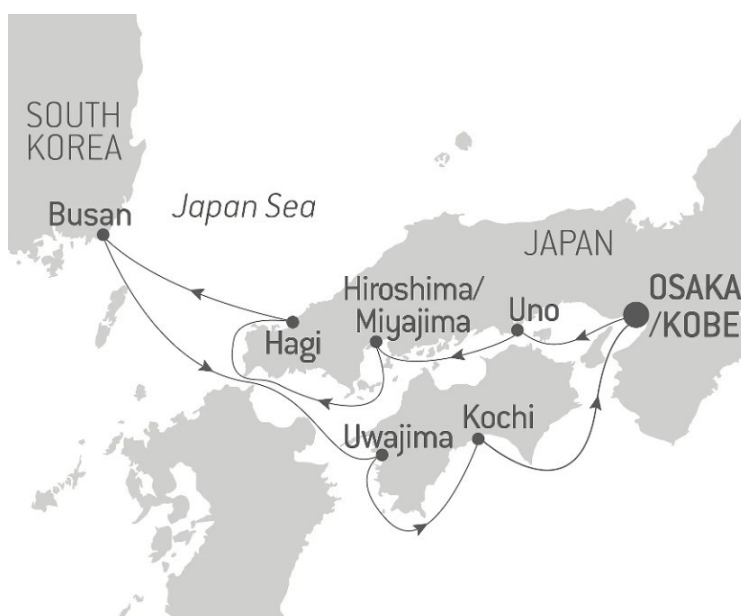 SOUTH
KOREA
Busan
Japan Sea
JAPAN
Hiroshima/
Miyajima
Uno
OSAKA
/KOBE
Hagi
Uwajima
Kochi